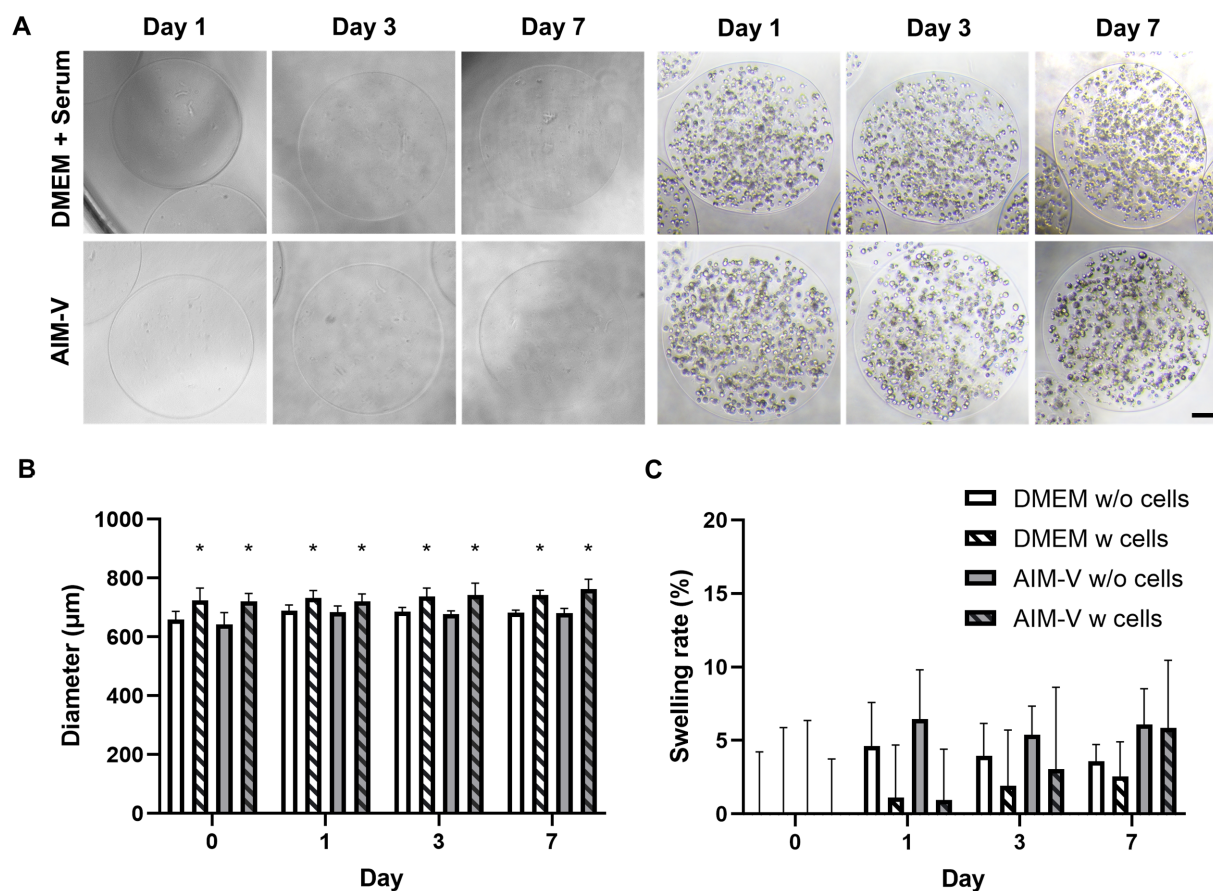 A
Day 1 Day 3 Day 7 Day 1 Day 3 Day 7
DMEM + Serum
AIM-V
B
Diameter (µm)
1000
800
600
400
200
0
* * * * * * * *
0 1 3 7
Day
C
Swelling rate (%)
20
15
10
5
0
DMEM w/o cells
DMEM w cells
AIM-V w/o cells
AIM-V w cells
0 1 3 7
Day